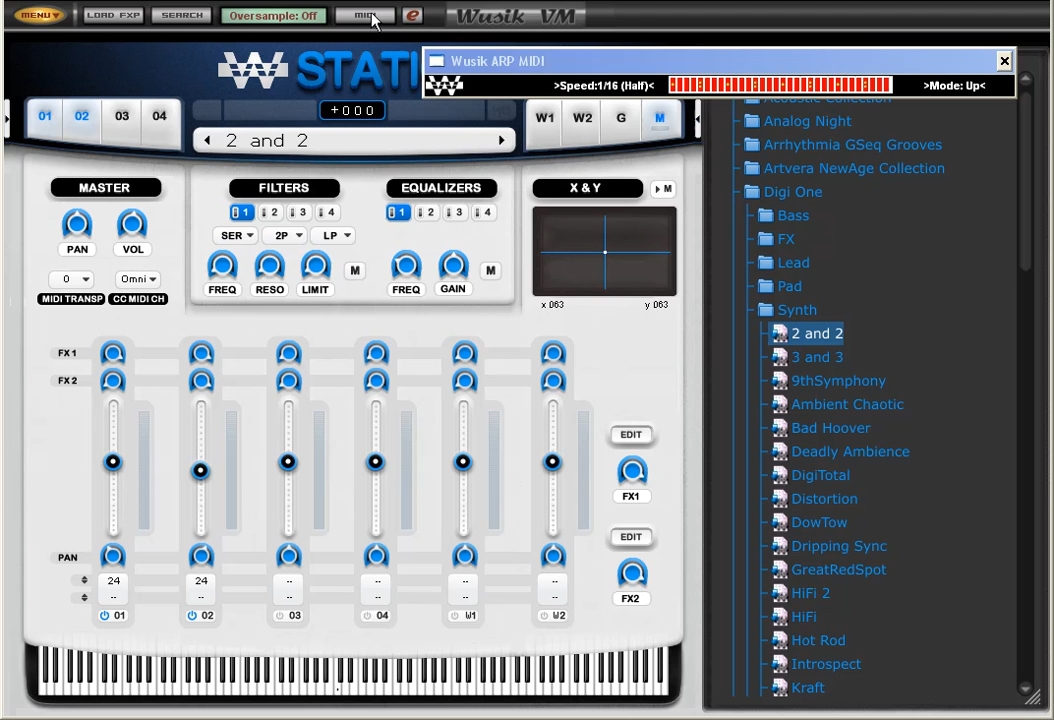 MENU LOAD FXP SEARCH Oversample: Off MIDI e Wusik VM
Wusik ARP MIDI
>Speed:1/16 (Half)< >Mode: Up<
W STATI
+000
01 02 03 04
2 and 2
W1 W2 G M
MASTER FILTERS EQUALIZERS X & Y M
1 2 3 4 1 2 3 4
SER 2P LP
PAN VOL
FREQ RESO LIMIT M FREQ GAIN M
0 Omni
MIDI TRANSP CC MIDI CH
x 063 y 063
FX1
FX2
EDIT
FX1
EDIT
FX2
PAN
24 24 -- -- -- --
-- -- -- -- -- --
01 02 03 04 W1 W2
Acoustic Collection
Analog Night
Arrhythmia GSeq Grooves
Artvera NewAge Collection
Digi One
Bass
FX
Lead
Pad
Synth
2 and 2
3 and 3
9thSymphony
Ambient Chaotic
Bad Hoover
Deadly Ambience
DigiTotal
Distortion
DowTow
Dripping Sync
GreatRedSpot
HiFi 2
HiFi
Hot Rod
Introspect
Kraft